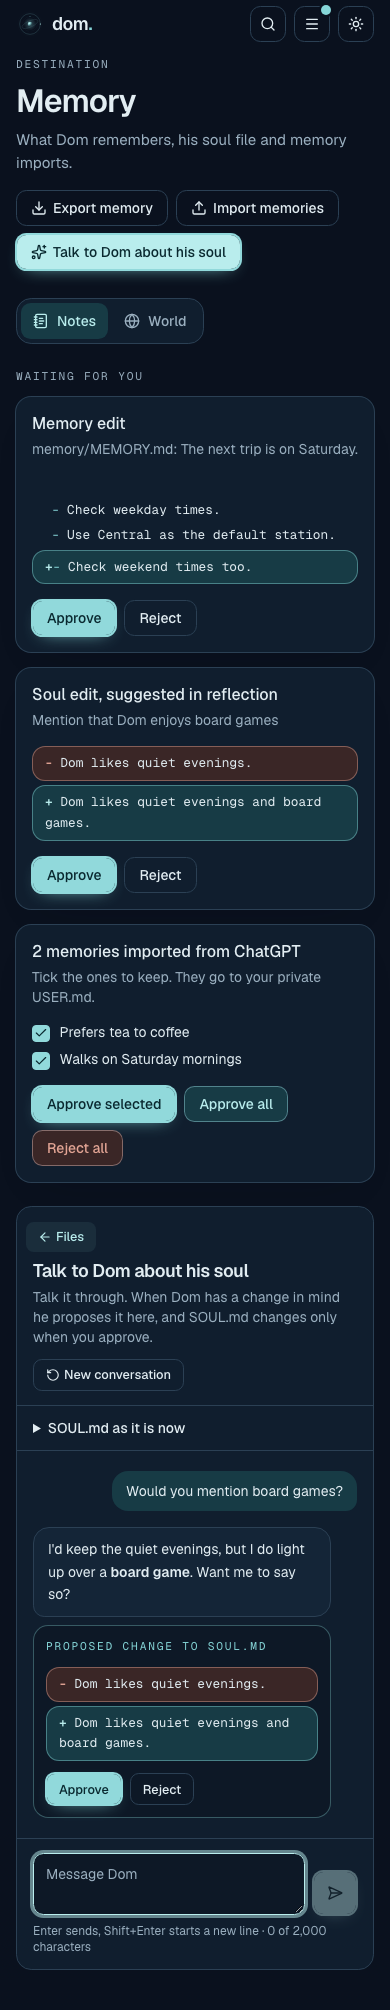 dom.
DESTINATION
Memory
What Dom remembers, his soul file and memory
imports.
Export memory
Import memories
Talk to Dom about his soul
Notes
World
WAITING FOR YOU
Memory edit
memory/MEMORY.md: The next trip is on Saturday.
- Check weekday times.
- Use Central as the default station.
+- Check weekend times too.
Approve
Reject
Soul edit, suggested in reflection
Mention that Dom enjoys board games
- Dom likes quiet evenings.
+ Dom likes quiet evenings and board
games.
Approve
Reject
2 memories imported from ChatGPT
Tick the ones to keep. They go to your private
USER.md.
Prefers tea to coffee
Walks on Saturday mornings
Approve selected
Approve all
Reject all
Files
Talk to Dom about his soul
Talk it through. When Dom has a change in mind
he proposes it here, and SOUL.md changes only
when you approve.
New conversation
SOUL.md as it is now
Would you mention board games?
I'd keep the quiet evenings, but I do light
up over a board game. Want me to say
so?
PROPOSED CHANGE TO SOUL.MD
- Dom likes quiet evenings.
+ Dom likes quiet evenings and
board games.
Approve
Reject
Message Dom
Enter sends, Shift+Enter starts a new line · 0 of 2,000
characters